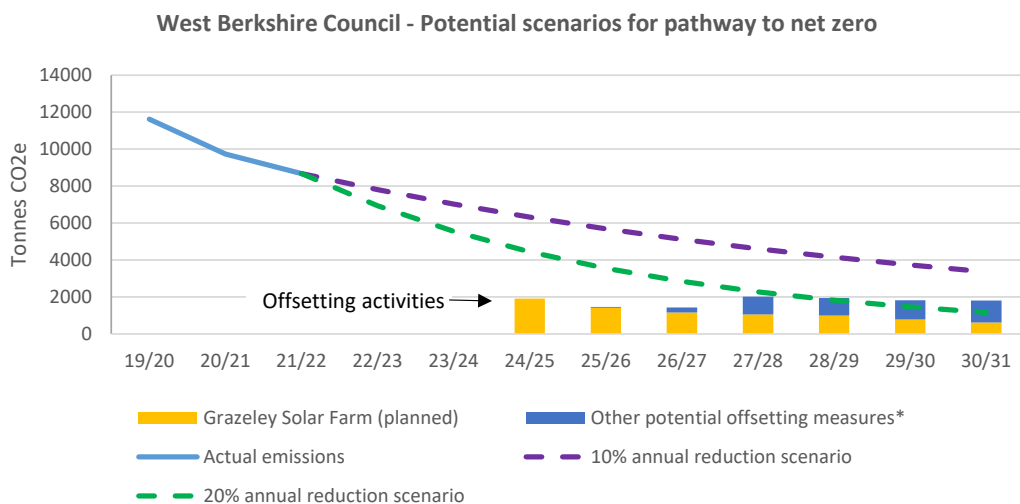 West Berkshire Council - Potential scenarios for pathway to net zero
Tonnes CO2e
14000
12000
10000
8000
6000
4000
2000
0
Offsetting activities
19/20 20/21 21/22 22/23 23/24 24/25 25/26 26/27 27/28 28/29 29/30 30/31
Grazeley Solar Farm (planned) Other potential offsetting measures*
Actual emissions 10% annual reduction scenario
20% annual reduction scenario